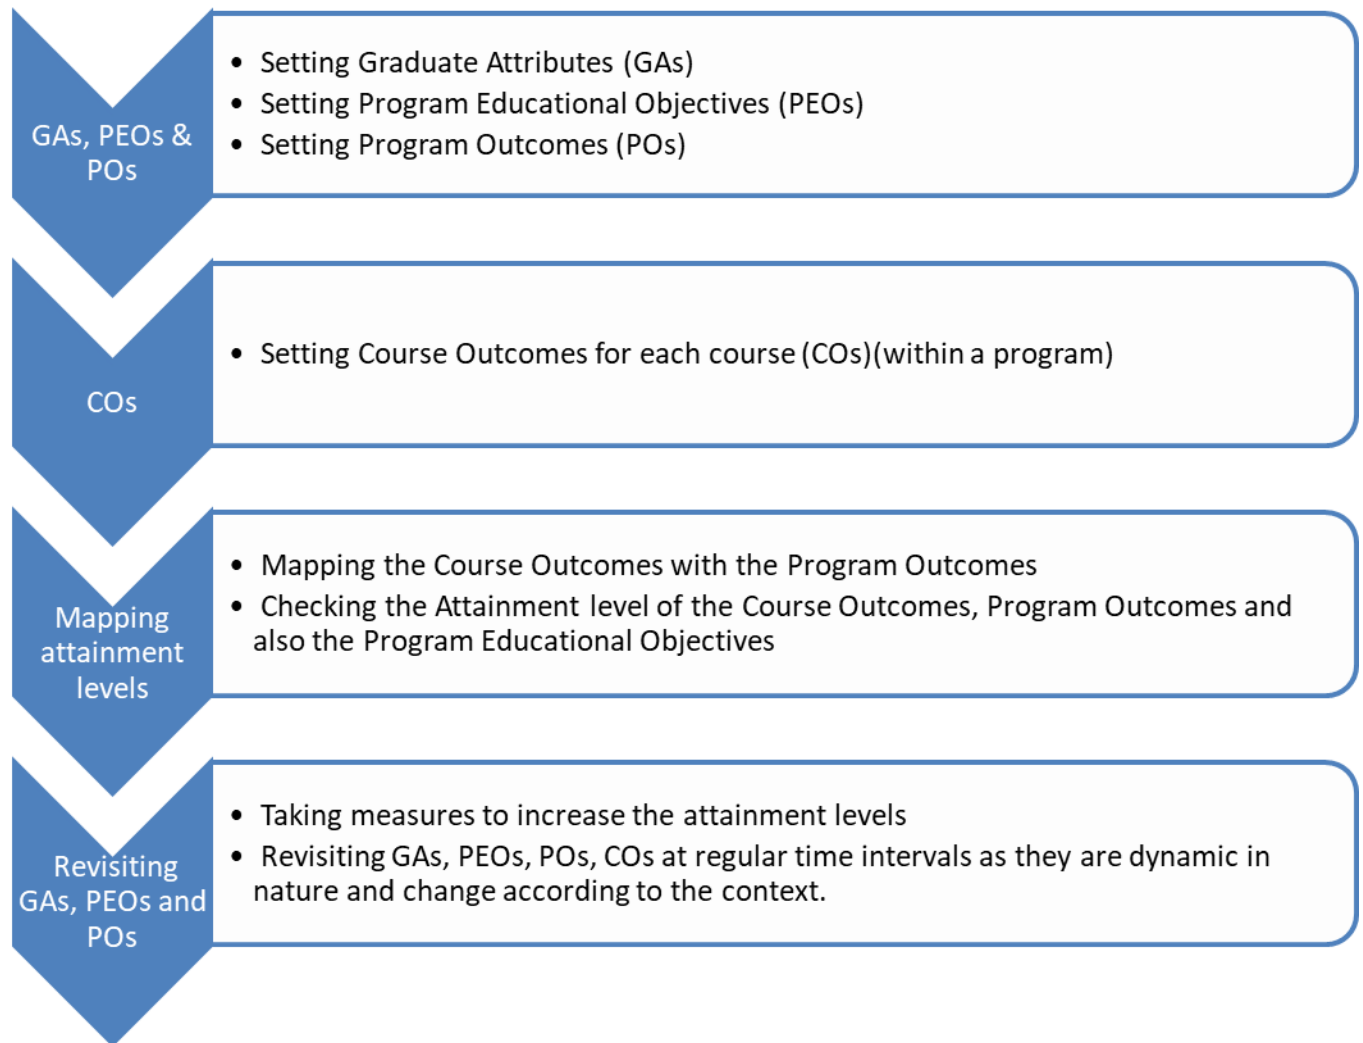 GAs, PEOs &
POs
• Setting Graduate Attributes (GAs)
• Setting Program Educational Objectives (PEOs)
• Setting Program Outcomes (POs)
COs
• Setting Course Outcomes for each course (COs)(within a program)
Mapping
attainment
levels
• Mapping the Course Outcomes with the Program Outcomes
• Checking the Attainment level of the Course Outcomes, Program Outcomes and
also the Program Educational Objectives
Revisiting
GAs, PEOs and
POs
• Taking measures to increase the attainment levels
• Revisiting GAs, PEOs, POs, COs at regular time intervals as they are dynamic in
nature and change according to the context.